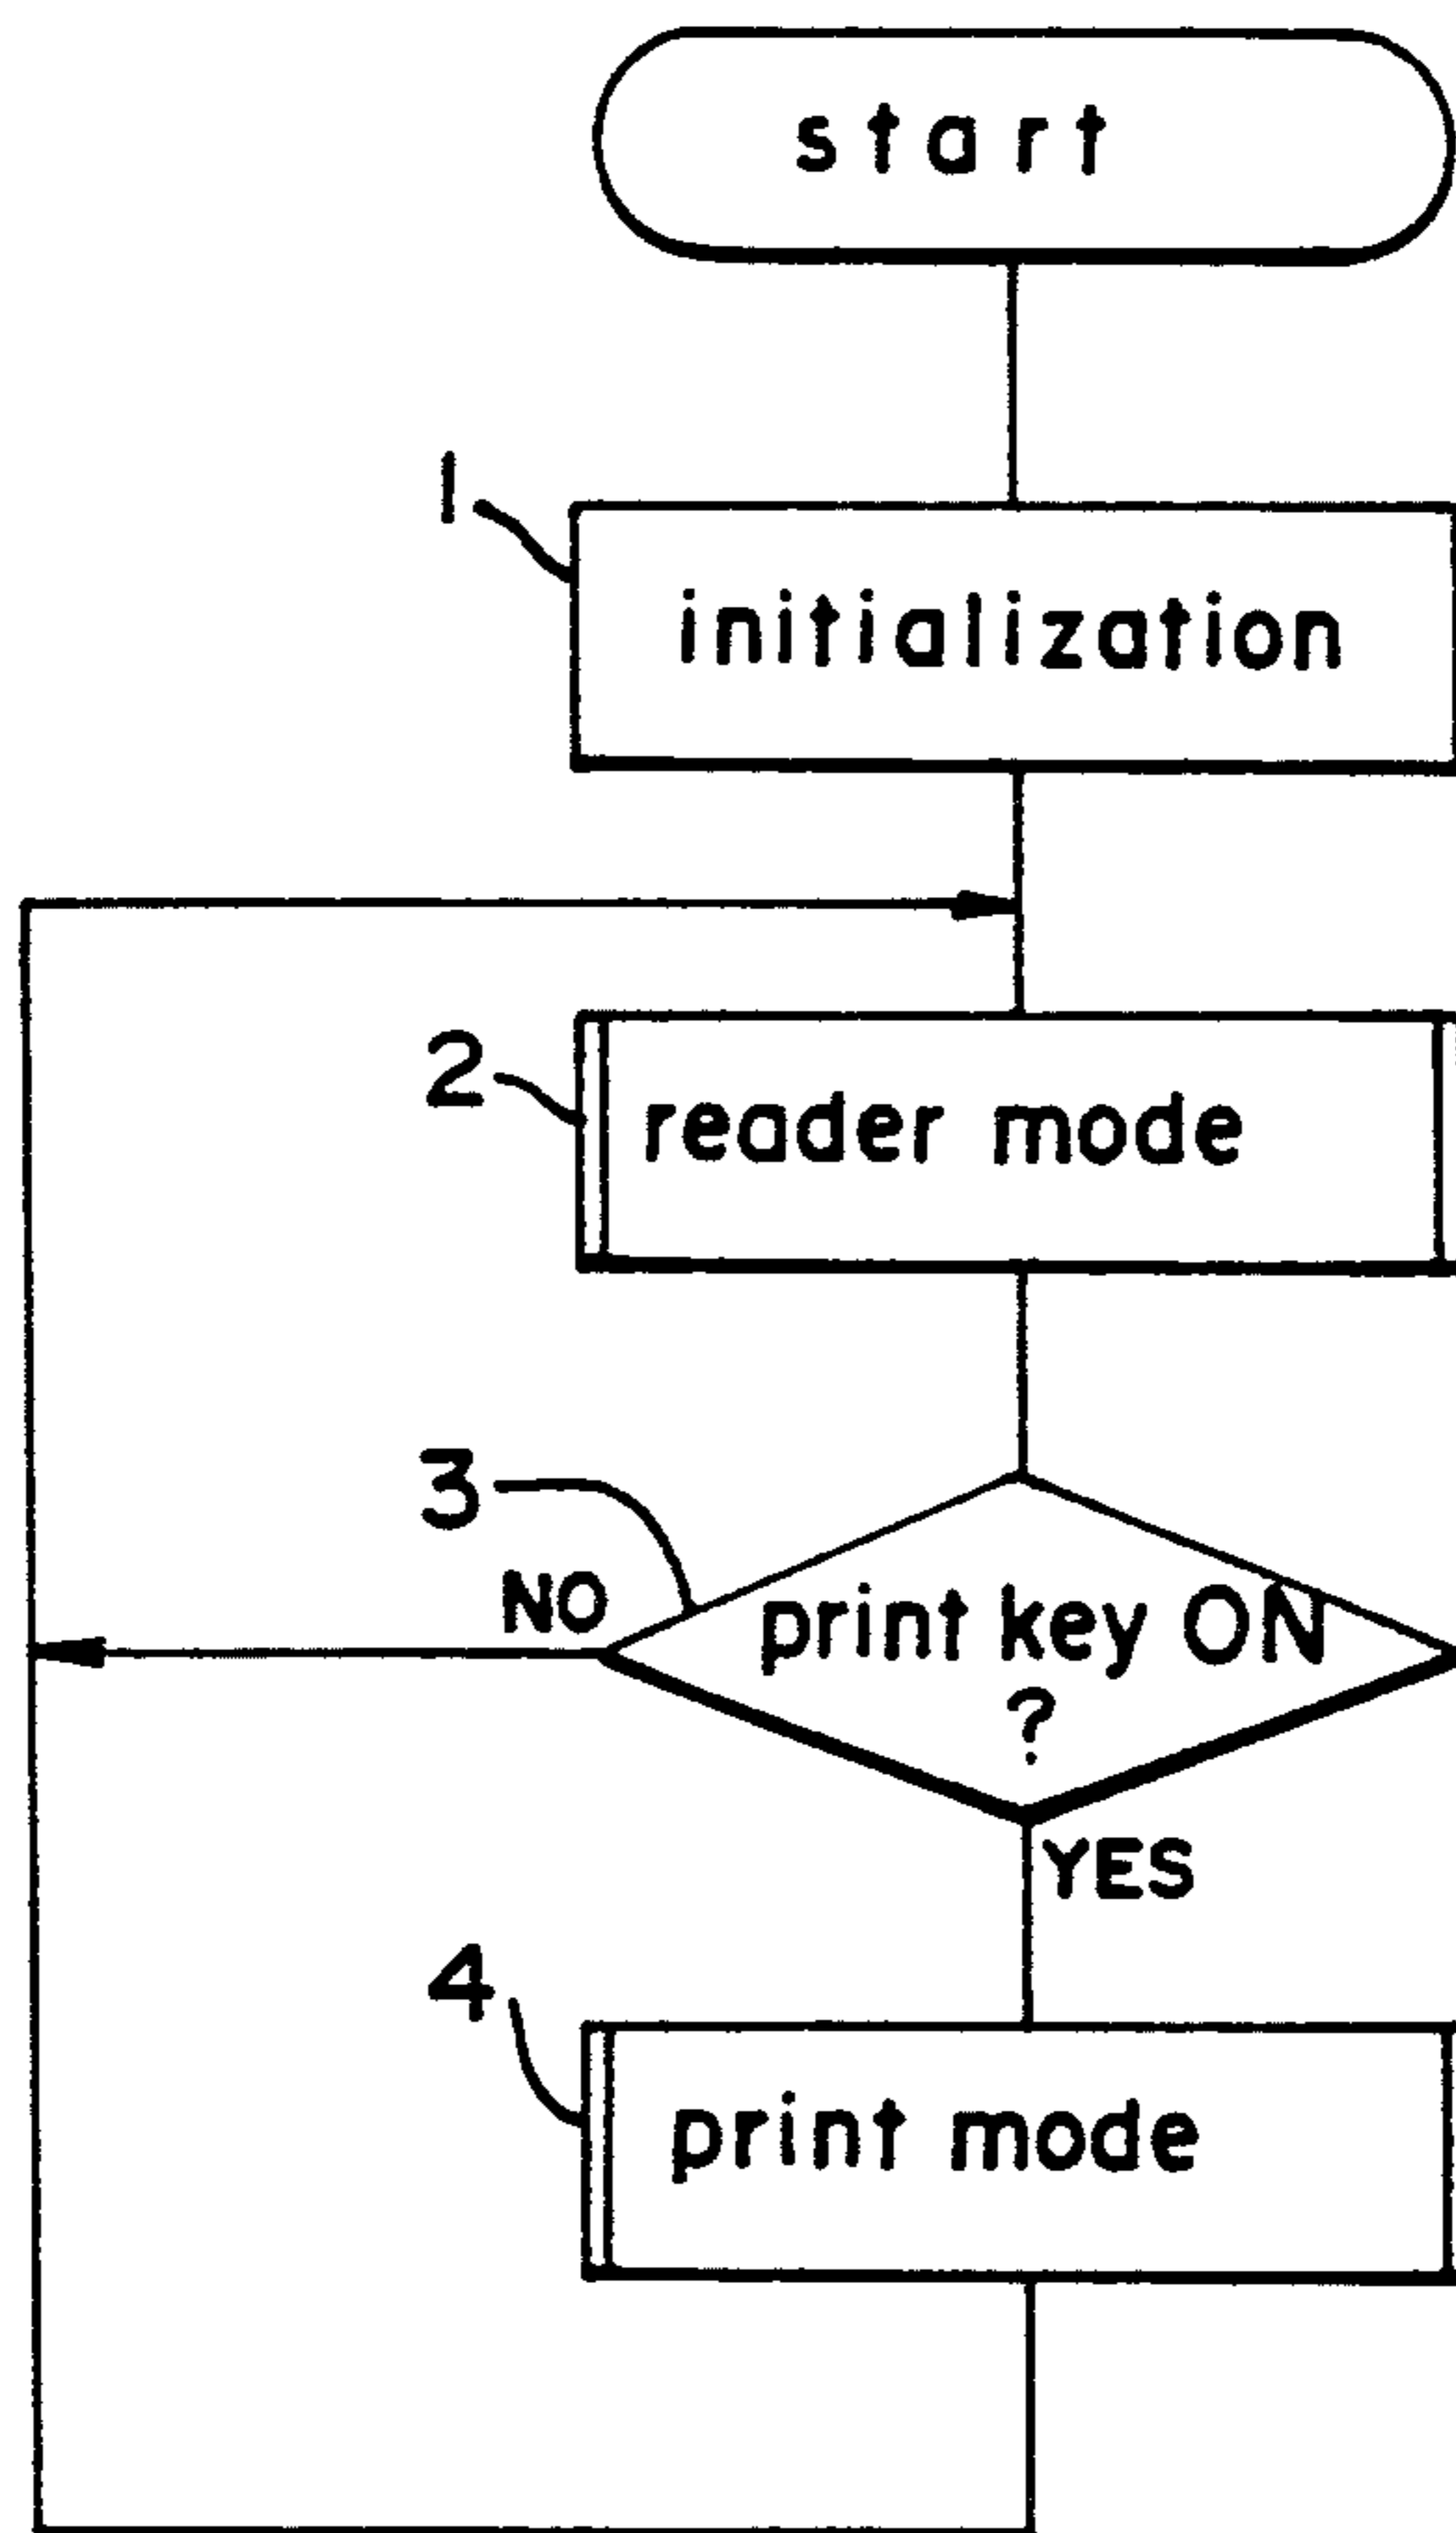 start
1
initialization
2
reader mode
3
NO
print key ON
?
YES
4
print mode